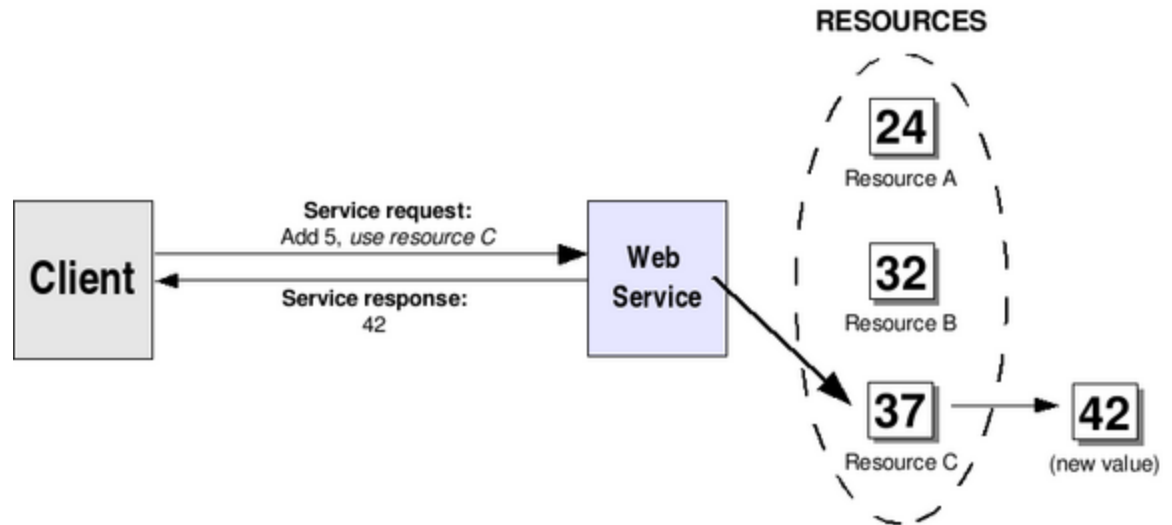 RESOURCES
24
Resource A
Service request:
Add 5, use resource C
Client
Web
Service
32
Service response:
42
Resource B
37
42
Resource C
(new value)